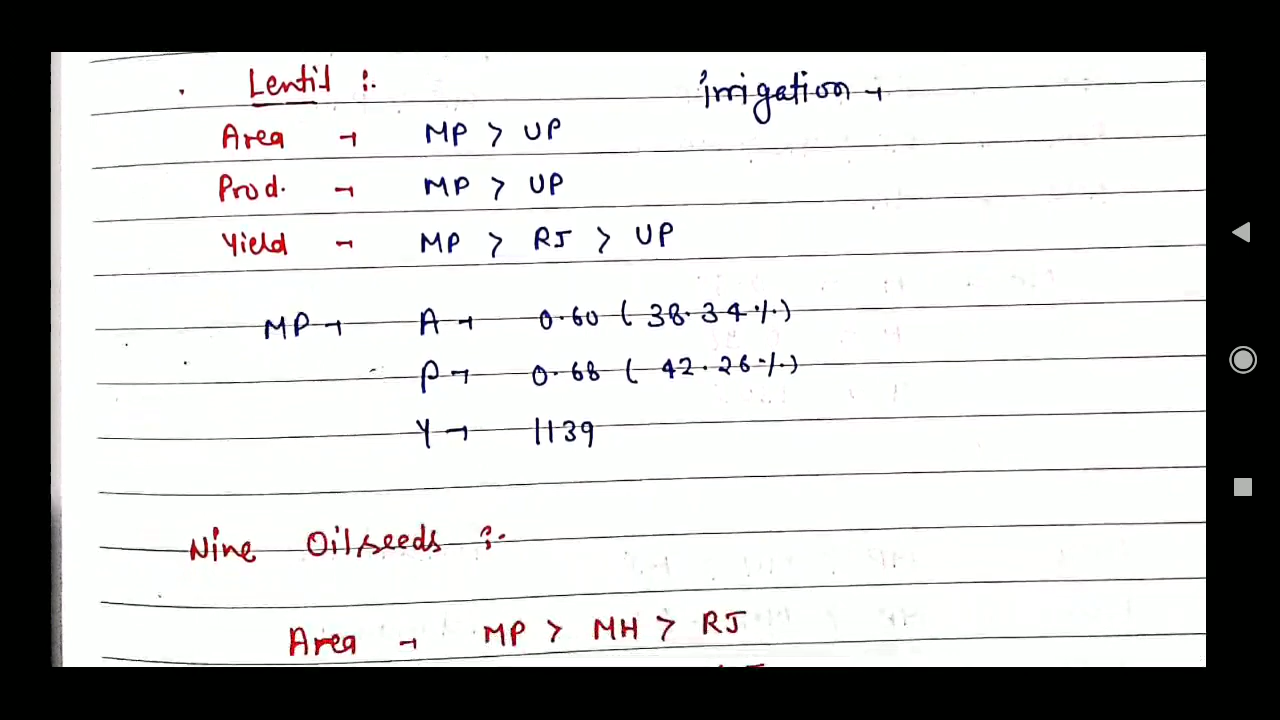 . Lentil :. irrigation →
Area → MP > UP
Prod. → MP > UP
Yield → MP > RJ > UP
MP → A → 0.60 (38.34%)
P → 0.68 (42.26%)
Y → 1139
Nine Oilseeds :.
Area → MP > MH > RJ